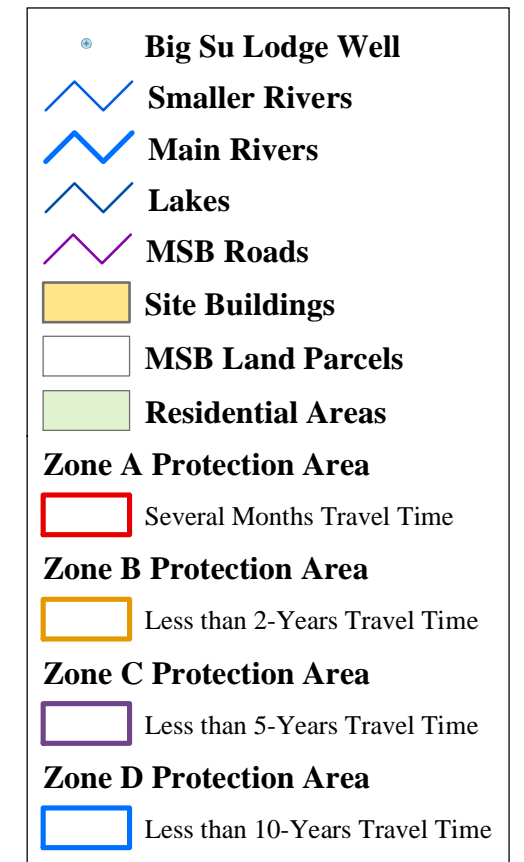 Big Su Lodge Well
Smaller Rivers
Main Rivers
Lakes
MSB Roads
Site Buildings
MSB Land Parcels
Residential Areas
Zone A Protection Area
Several Months Travel Time
Zone B Protection Area
Less than 2-Years Travel Time
Zone C Protection Area
Less than 5-Years Travel Time
Zone D Protection Area
Less than 10-Years Travel Time